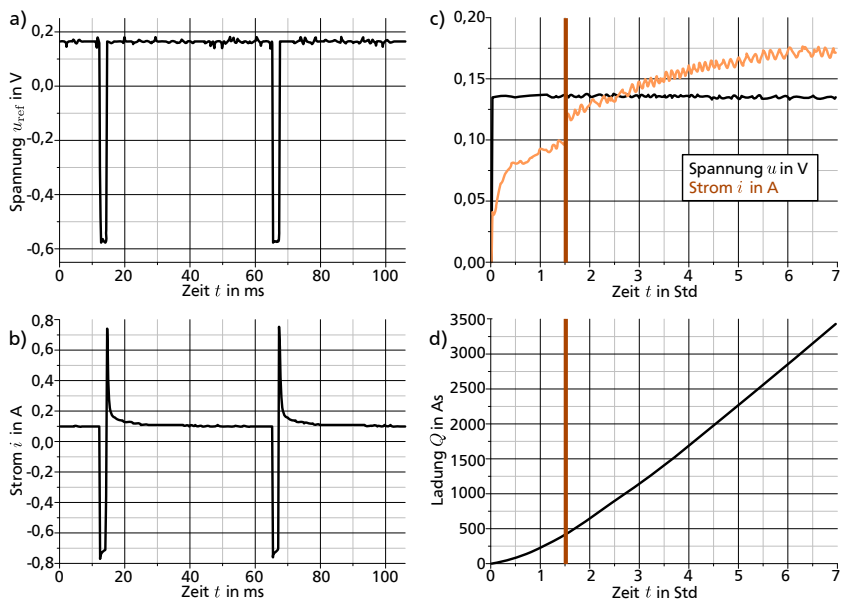 a)
0,2
0,0
-0,2
-0,4
-0,6
Spannung uref in V
0 20 40 60 80 100
Zeit t in ms
b)
0,8
0,6
0,4
0,2
0,0
-0,2
-0,4
-0,6
-0,8
Strom i in A
0 20 40 60 80 100
Zeit t in ms
c)
0,20
0,15
0,10
0,05
0,00
Spannung u in V
Strom i in A
0 1 2 3 4 5 6 7
Zeit t in Std
d)
3500
3000
2500
2000
1500
1000
500
0
Ladung Q in As
0 1 2 3 4 5 6 7
Zeit t in Std